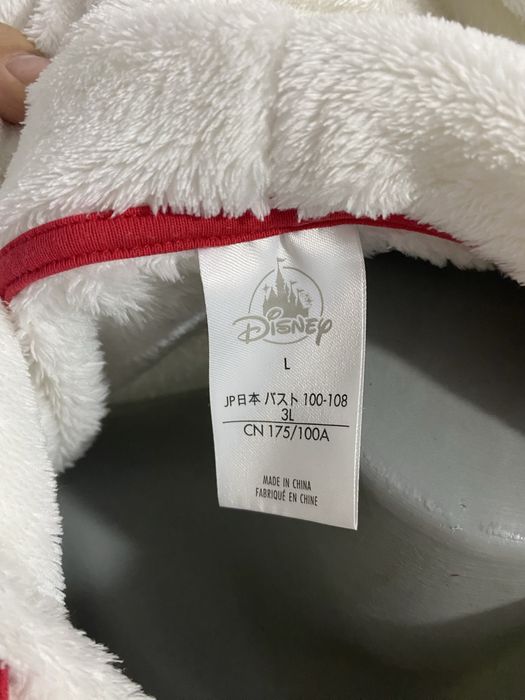 Disney
L
JP日本 バスト 100-108
3L
CN 175/100A
MADE IN CHINA
FABRIQUÉ EN CHINE